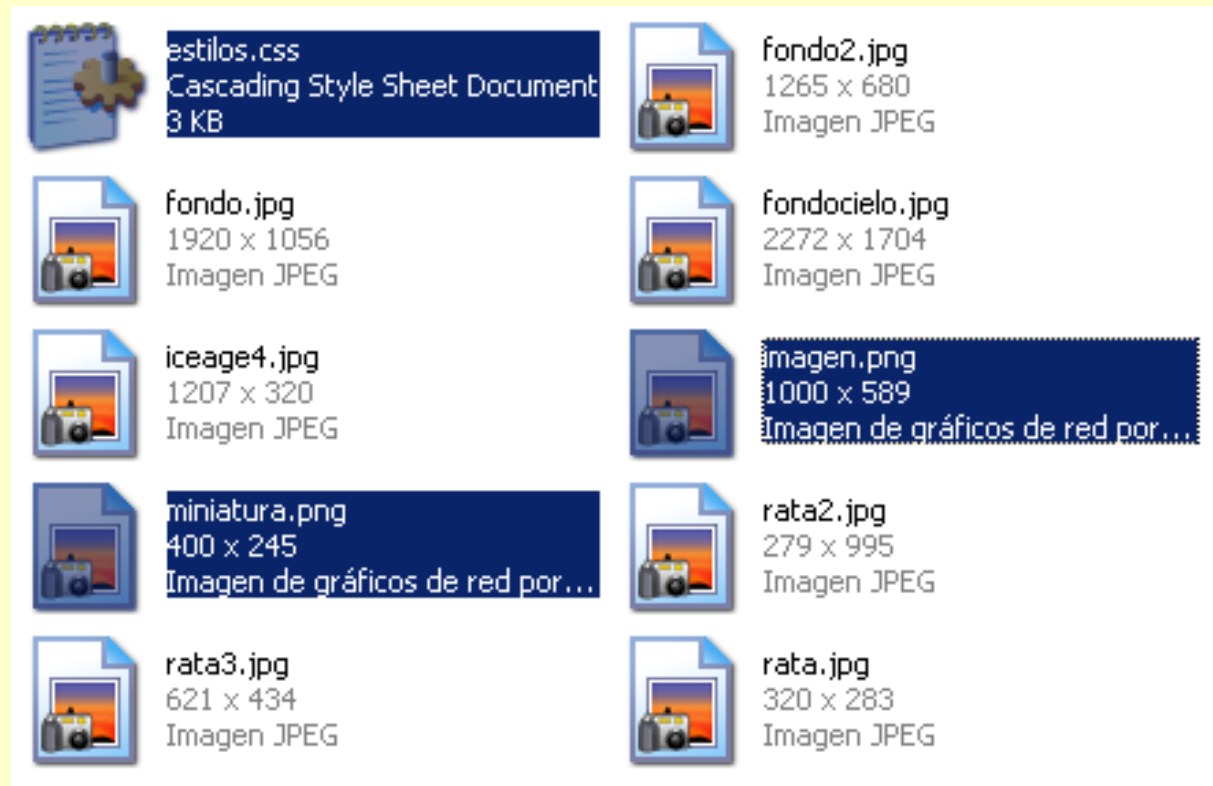 estilos.css
Cascading Style Sheet Document
3 KB
fondo2.jpg
1265 x 680
Imagen JPEG
fondo.jpg
1920 x 1056
Imagen JPEG
fondocielo.jpg
2272 x 1704
Imagen JPEG
iceage4.jpg
1207 x 320
Imagen JPEG
imagen.png
1000 x 589
Imagen de gráficos de red por...
miniatura.png
400 x 245
Imagen de gráficos de red por...
rata2.jpg
279 x 995
Imagen JPEG
rata3.jpg
621 x 434
Imagen JPEG
rata.jpg
320 x 283
Imagen JPEG